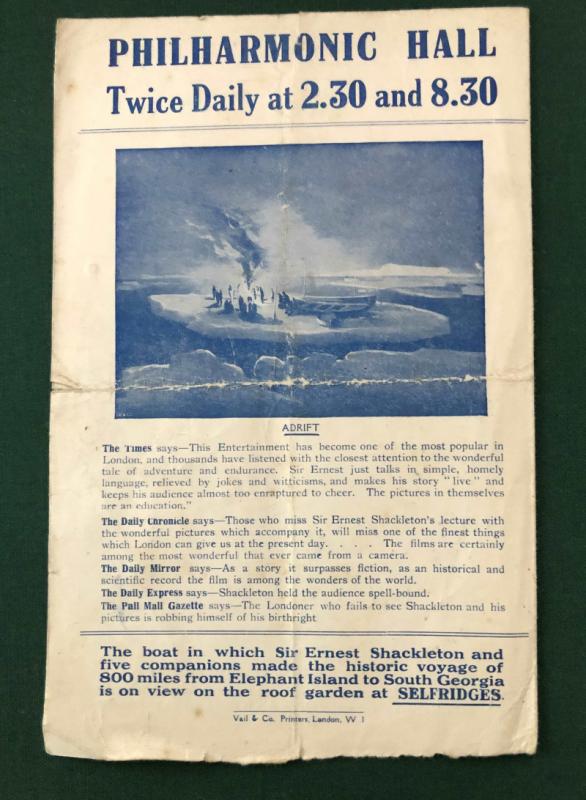 PHILHARMONIC HALL
Twice Daily at 2.30 and 8.30
ADRIFT
The Times says—This Entertainment has become one of the most popular in
London, and thousands have listened with the closest attention to the wonderful
tale of adventure and endurance. Sir Ernest just talks in simple, homely
language, relieved by jokes and witticisms, and makes his story "live" and
keeps his audience almost too enraptured to cheer. The pictures in themselves
are an education."
The Daily Chronicle says—Those who miss Sir Ernest Shackleton's lecture with
the wonderful pictures which accompany it, will miss one of the finest things
which London can give us at the present day. . . . The films are certainly
among the most wonderful that ever came from a camera.
The Daily Mirror says—As a story it surpasses fiction, as an historical and
scientific record the film is among the wonders of the world.
The Daily Express says—Shackleton held the audience spell-bound.
The Pall Mall Gazette says—The Londoner who fails to see Shackleton and his
pictures is robbing himself of his birthright
The boat in which Sir Ernest Shackleton and
five companions made the historic voyage of
800 miles from Elephant Island to South Georgia
is on view on the roof garden at SELFRIDGES.
Vail & Co. Printers, London, W 1